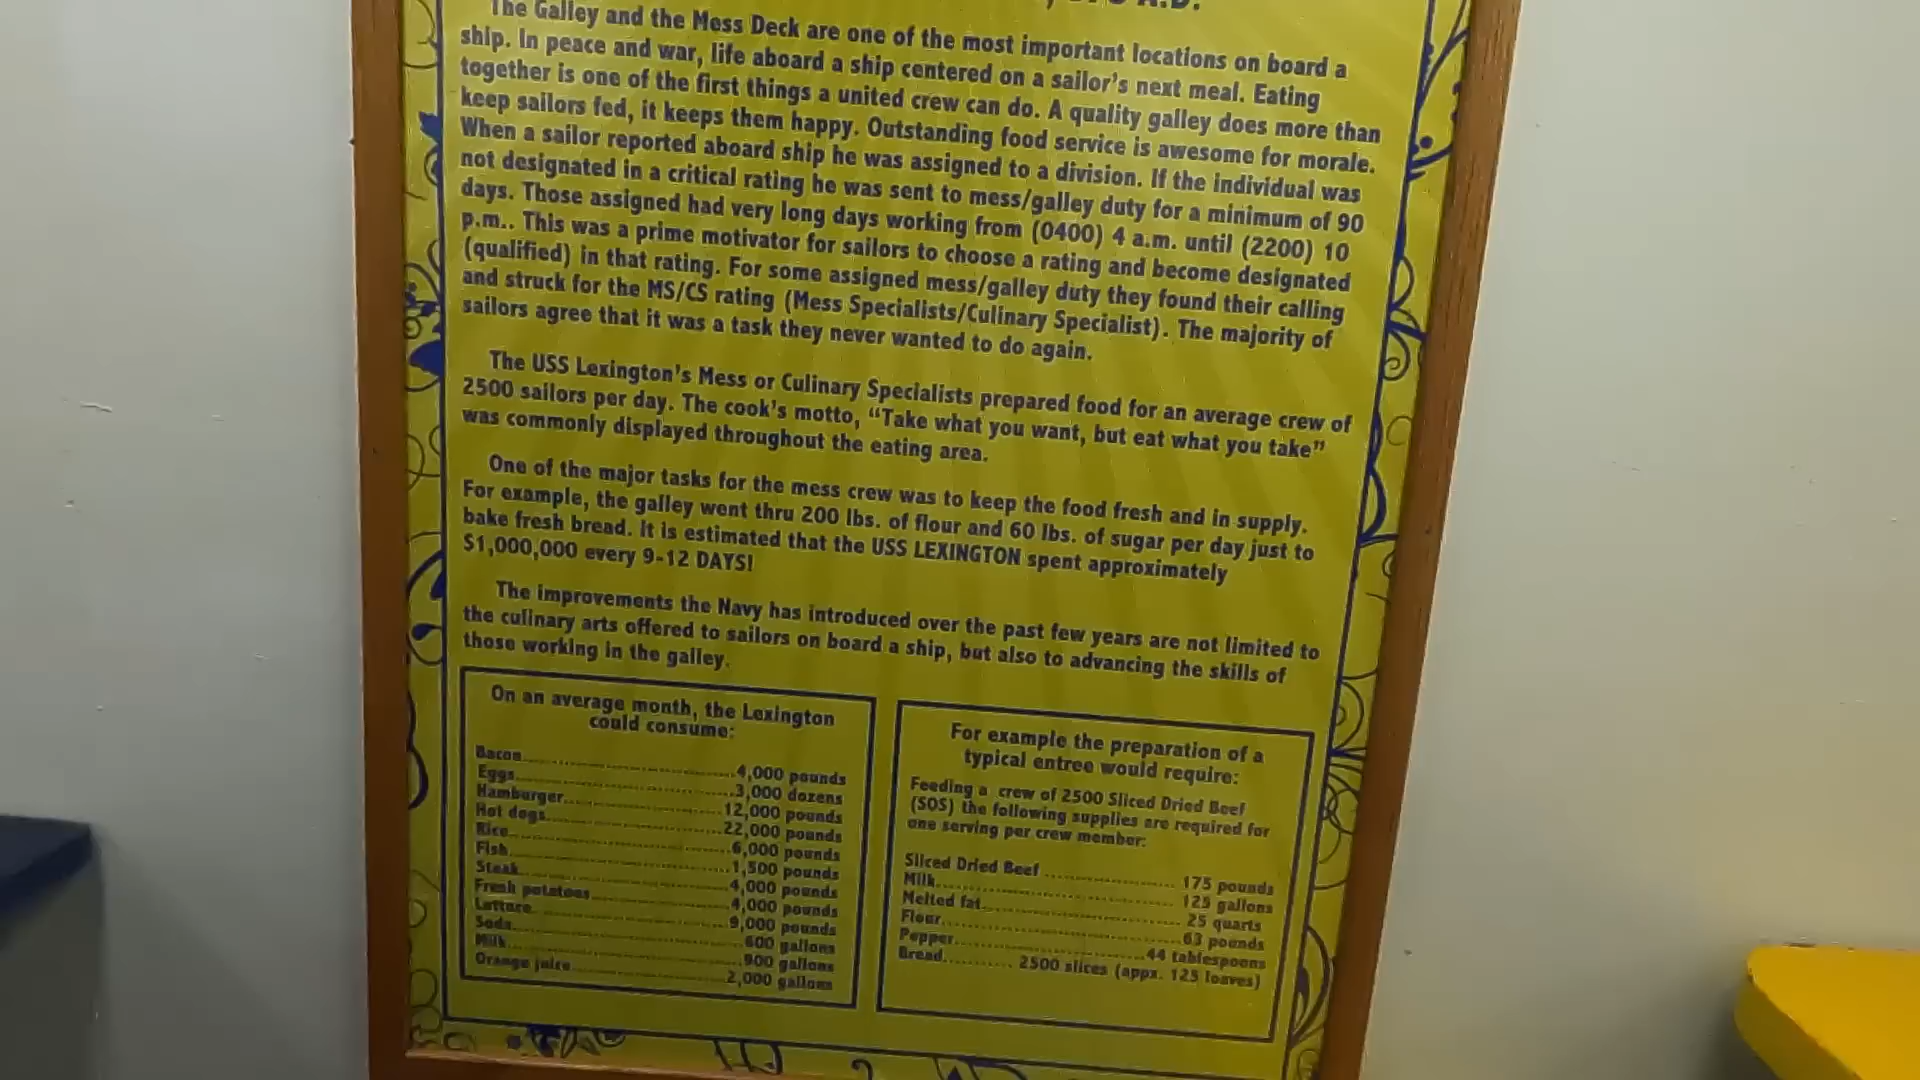 A.D.
The Galley and the Mess Deck are one of the most important locations on board a
ship. In peace and war, life aboard a ship centered on a sailor's next meal. Eating
together is one of the first things a united crew can do. A quality galley does more than
keep sailors fed, it keeps them happy. Outstanding food service is awesome for morale.
When a sailor reported aboard ship he was assigned to a division. If the individual was
not designated in a critical rating he was sent to mess/galley duty for a minimum of 90
days. Those assigned had very long days working from (0400) 4 a.m. until (2200) 10
p.m.. This was a prime motivator for sailors to choose a rating and become designated
(qualified) in that rating. For some assigned mess/galley duty they found their calling
and struck for the MS/CS rating (Mess Specialists/Culinary Specialist). The majority of
sailors agree that it was a task they never wanted to do again.
The USS Lexington's Mess or Culinary Specialists prepared food for an average crew of
2500 sailors per day. The cook's motto, "Take what you want, but eat what you take"
was commonly displayed throughout the eating area.
One of the major tasks for the mess crew was to keep the food fresh and in supply.
For example, the galley went thru 200 lbs. of flour and 60 lbs. of sugar per day just to
bake fresh bread. It is estimated that the USS LEXINGTON spent approximately
$1,000,000 every 9-12 DAYS!
The improvements the Navy has introduced over the past few years are not limited to
the culinary arts offered to sailors on board a ship, but also to advancing the skills of
those working in the galley.
On an average month, the Lexington
could consume:
Bacon....................4,000 pounds
Eggs....................3,000 dozens
Hamburger....................12,000 pounds
Hot dogs....................22,000 pounds
Rice....................6,000 pounds
Fish....................1,500 pounds
Steak....................4,000 pounds
Fresh potatoes....................4,000 pounds
Lettuce....................9,000 pounds
Soda....................600 gallons
Milk....................900 gallons
Orange juice....................2,000 gallons
For example the preparation of a
typical entree would require:
Feeding a crew of 2500 Sliced Dried Beef
(SOS) the following supplies are required for
one serving per crew member:
Sliced Dried Beef .................... 175 pounds
Milk.................... 125 gallons
Melted fat.................... 25 quarts
Flour....................63 pounds
Pepper....................44 tablespoons
Bread........... 2500 slices (appx. 125 loaves)